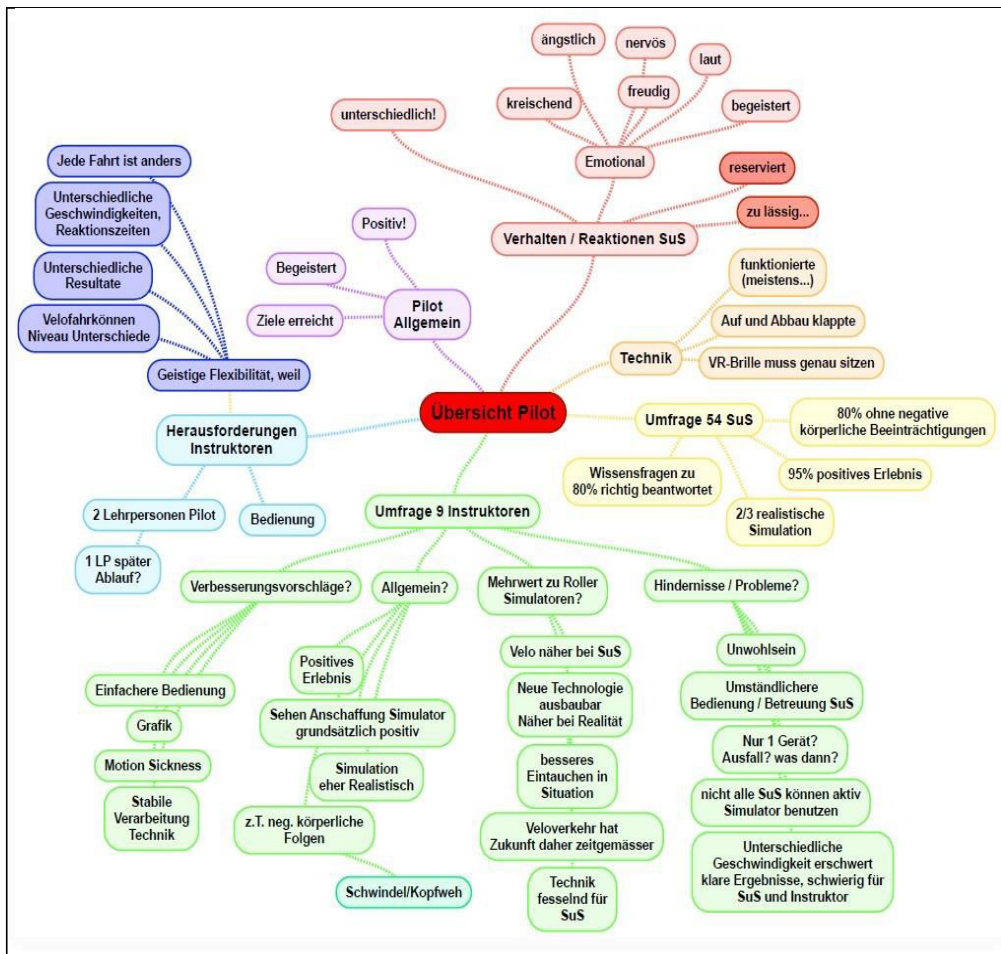 ängstlich
nervös
laut
kreischend
freudig
begeistert
unterschiedlich!
Emotional
reserviert
zu lässig...
Verhalten / Reaktionen SuS
Jede Fahrt ist anders
Unterschiedliche
Geschwindigkeiten,
Reaktionszeiten
Unterschiedliche
Resultate
Velofahrkönnen
Niveau Unterschiede
Geistige Flexibilität, weil
Positiv!
Begeistert
Ziele erreicht
Pilot
Allgemein
funktionierte
(meistens...)
Auf und Abbau klappte
VR-Brille muss genau sitzen
Technik
Übersicht Pilot
Herausforderungen
Instruktoren
2 Lehrpersonen Pilot
Bedienung
1 LP später
Ablauf?
Umfrage 54 SuS
80% ohne negative
körperliche Beeinträchtigungen
95% positives Erlebnis
Wissensfragen zu
80% richtig beantwortet
2/3 realistische
Simulation
Umfrage 9 Instruktoren
Verbesserungsvorschläge?
Einfachere Bedienung
Grafik
Motion Sickness
Stabile
Verarbeitung
Technik
Allgemein?
Positives
Erlebnis
Sehen Anschaffung Simulator
grundsätzlich positiv
Simulation
eher Realistisch
z.T. neg. körperliche
Folgen
Schwindel/Kopfweh
Mehrwert zu Roller
Simulatoren?
Velo näher bei SuS
Neue Technologie
ausbaubar
Näher bei Realität
besseres
Eintauchen in
Situation
Veloverkehr hat
Zukunft daher zeitgemässer
Technik
fesselnd für
SuS
Hindernisse / Probleme?
Unwohlsein
Umständlichere
Bedienung / Betreuung SuS
Nur 1 Gerät?
Ausfall? was dann?
nicht alle SuS können aktiv
Simulator benutzen
Unterschiedliche
Geschwindigkeit erschwert
klare Ergebnisse, schwierig für
SuS und Instruktor